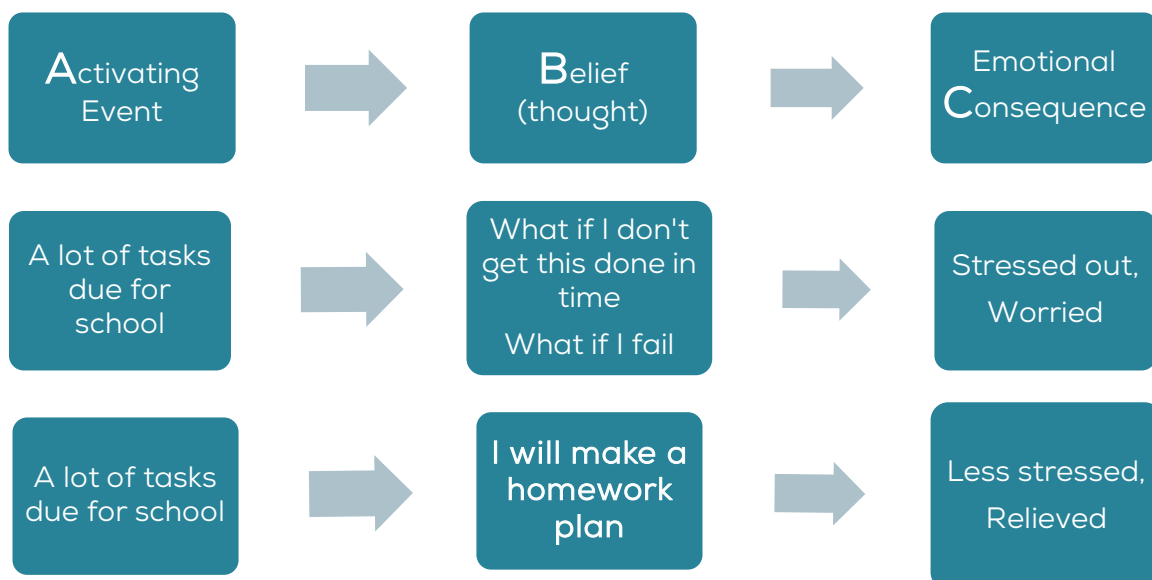 Activating
Event
Belief
(thought)
Emotional
Consequence
A lot of tasks
due for
school
What if I don't
get this done in
time
What if I fail
Stressed out,
Worried
A lot of tasks
due for school
I will make a
homework
plan
Less stressed,
Relieved